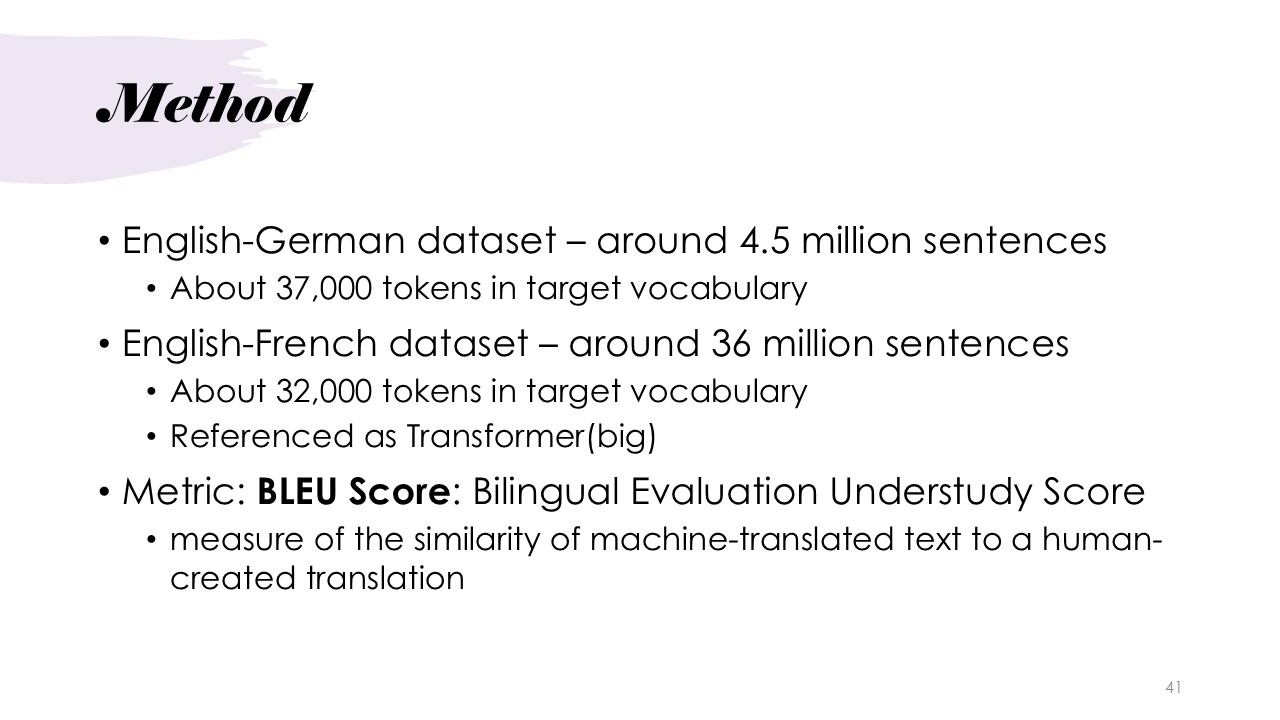 Method
• English-German dataset – around 4.5 million sentences
• About 37,000 tokens in target vocabulary
• English-French dataset – around 36 million sentences
• About 32,000 tokens in target vocabulary
• Referenced as Transformer(big)
• Metric: BLEU Score: Bilingual Evaluation Understudy Score
• measure of the similarity of machine-translated text to a human-
created translation
41